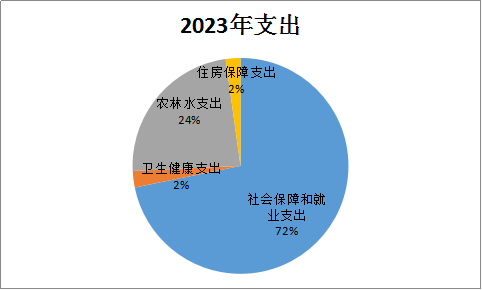 2023年支出
住房保障支出
2%
农林水支出
24%
卫生健康支出
2%
社会保障和就
业支出
72%